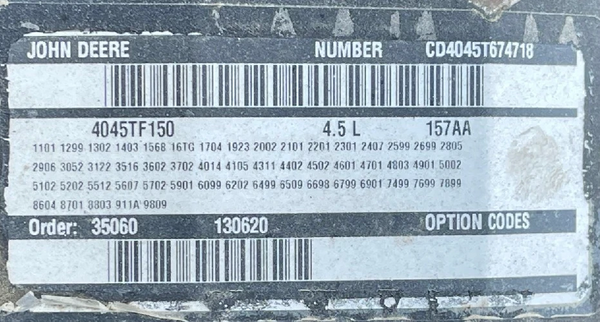 JOHN DEERE NUMBER CD4045T674718
4045TF150 4.5 L 157AA
1101 1299 1302 1403 1568 16TG 1704 1923 2002 2101 2201 2301 2407 2599 2699 2805
2906 3052 3122 3516 3602 3702 4014 4105 4311 4402 4502 4601 4701 4803 4901 5002
5102 5202 5512 5607 5702 5901 6099 6202 6499 6509 6698 6799 6901 7499 7699 7899
8604 8701 8803 911A 9809
Order: 35060 130620 OPTION CODES